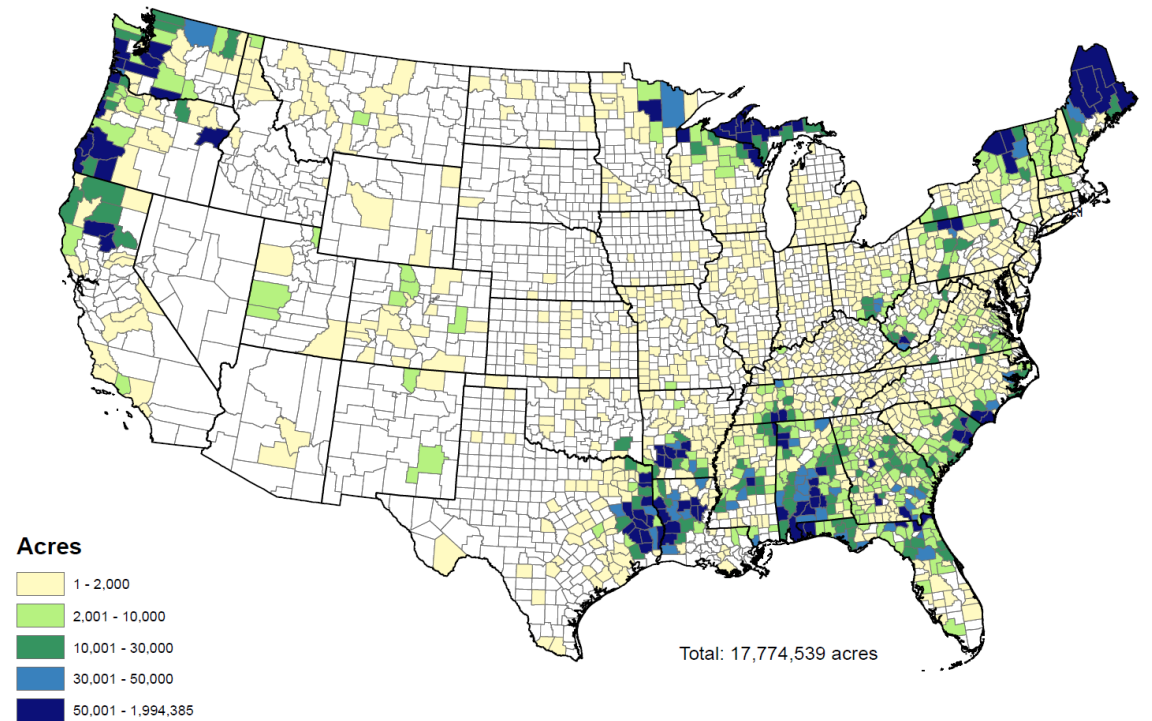 Acres
1 - 2,000
2,001 - 10,000
10,001 - 30,000
30,001 - 50,000
50,001 - 1,994,385
Total: 17,774,539 acres